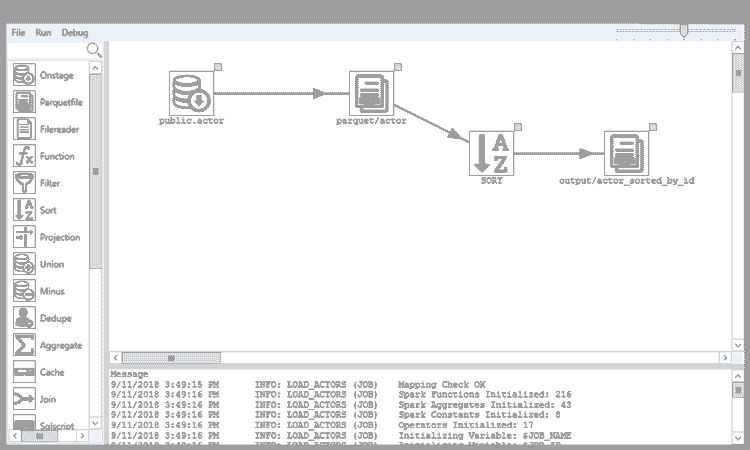 File Run Debug
Onstage
Parquetfile
Filereader
Function
Filter
Sort
Projection
Union
Minus
Dedupe
Aggregate
Cache
Join
Sqlscript
public.actor
parquet/actor
A
Z
SORT
output/actor_sorted_by_id
Message
9/11/2018 3:49:15 PM INFO: LOAD_ACTORS (JOB) Mapping Check OK
9/11/2018 3:49:16 PM INFO: LOAD_ACTORS (JOB) Spark Functions Initialized: 216
9/11/2018 3:49:16 PM INFO: LOAD_ACTORS (JOB) Spark Aggregates Initialized: 43
9/11/2018 3:49:16 PM INFO: LOAD_ACTORS (JOB) Spark Constants Initialized: 8
9/11/2018 3:49:16 PM INFO: LOAD_ACTORS (JOB) Operators Initialized: 17
9/11/2018 3:49:16 PM INFO: LOAD_ACTORS (JOB) Initializing Variable: &JOB_NAME